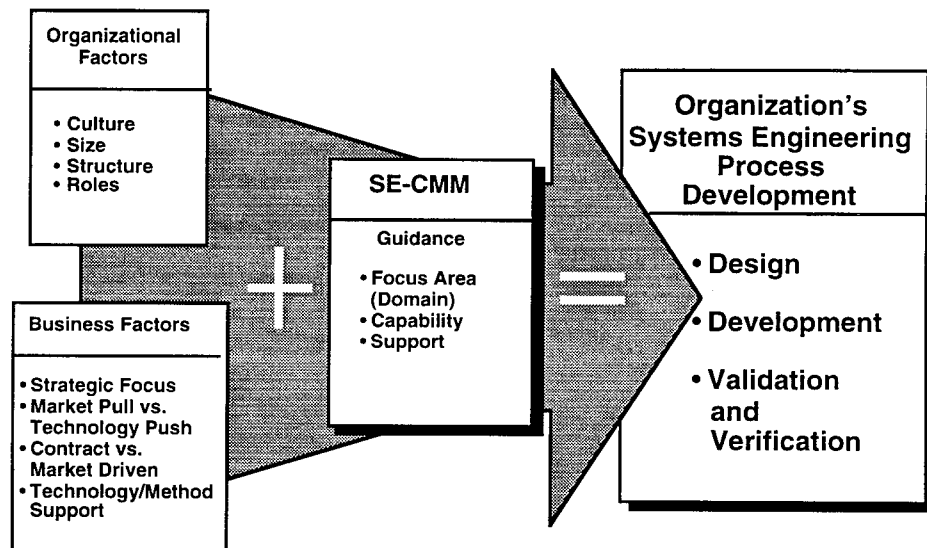 Organizational
Factors
• Culture
• Size
• Structure
• Roles
Business Factors
• Strategic Focus
• Market Pull vs.
Technology Push
• Contract vs.
Market Driven
• Technology/Method
Support
+
SE-CMM
Guidance
• Focus Area
(Domain)
• Capability
• Support
=
Organization's
Systems Engineering
Process
Development
• Design
• Development
• Validation
and
Verification